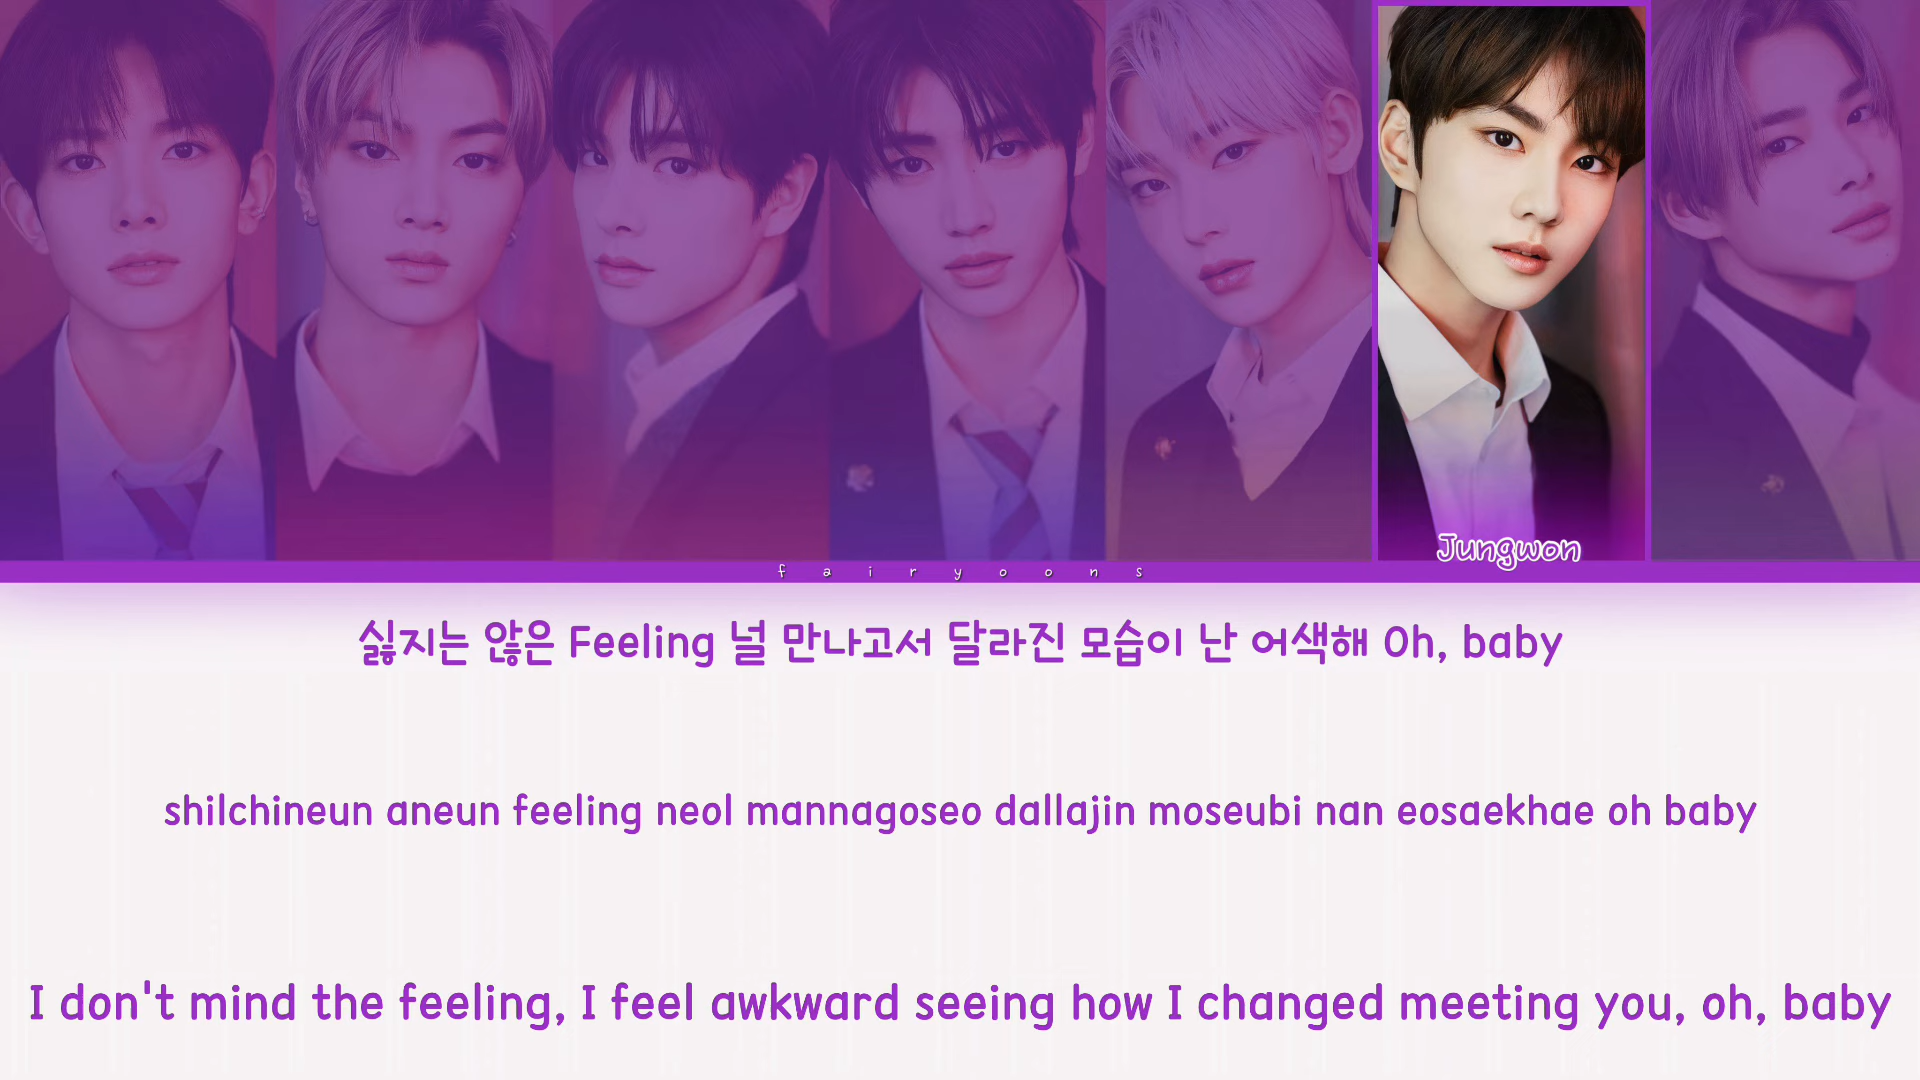 Jungwon
fairyoons
싫지는 않은 Feeling 널 만나고서 달라진 모습이 난 어색해 Oh, baby
shilchineun aneun feeling neol mannagoseo dallajin moseubi nan eosaekhae oh baby
I don't mind the feeling, I feel awkward seeing how I changed meeting you, oh, baby